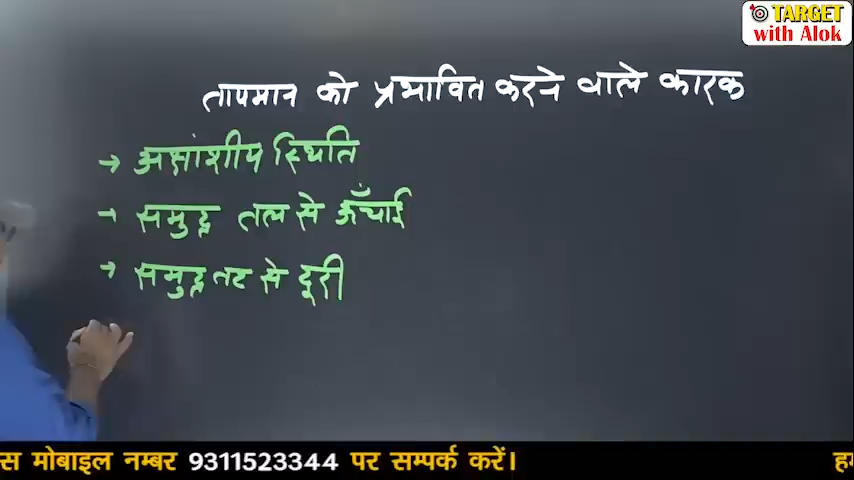 TARGET
with Alok
तापमान को प्रभावित करने वाले कारक
→ अक्षांशीय स्थिति
→ समुद्र तल से ऊँचाई
→ समुद्र तट से दूरी
स मोबाइल नम्बर 9311523344 पर सम्पर्क करें। ह